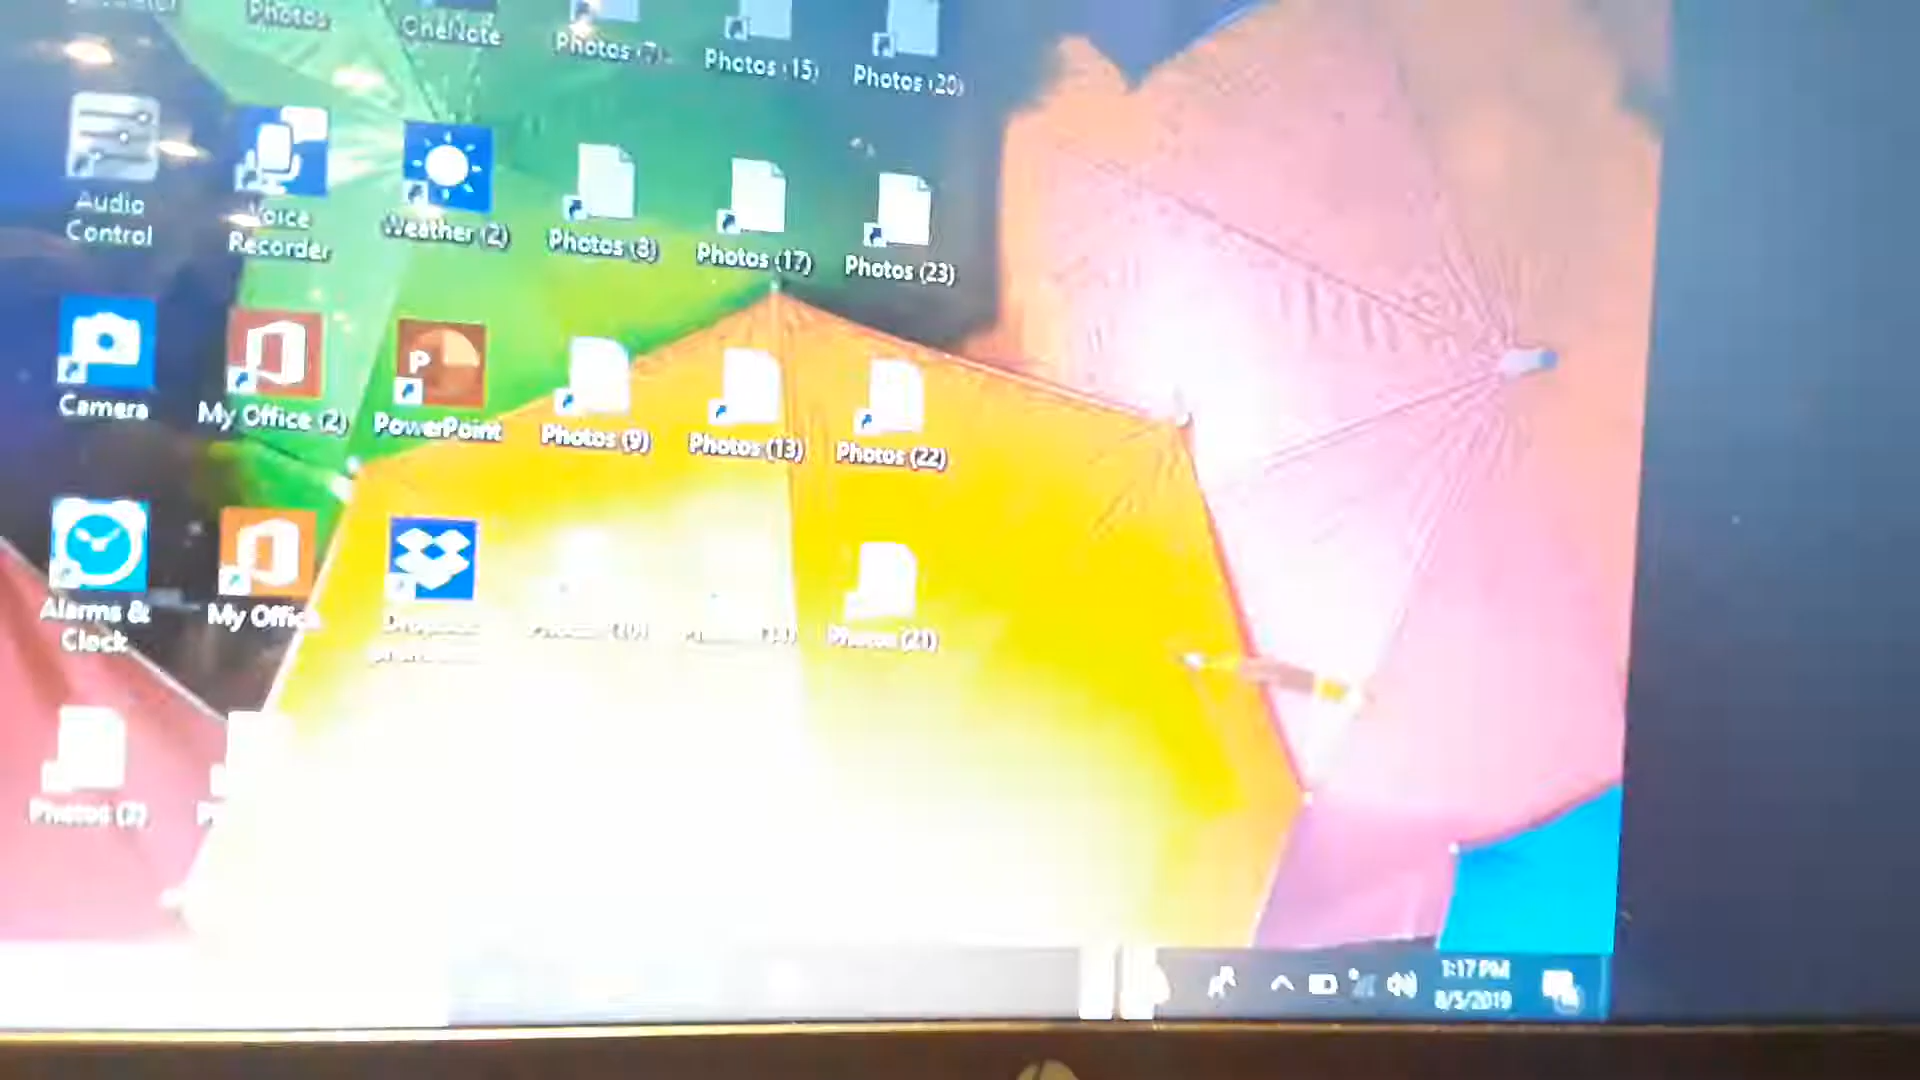 Photos
OneNote
Photos (7)
Photos (15)
Photos (20)
Audio
Control
Voice
Recorder
Weather (2)
Photos (8)
Photos (17)
Photos (23)
Camera
My Office (2)
P
PowerPoint
Photos (9)
Photos (13)
Photos (22)
Alarms &
Clock
My Office
Photos (21)
1:17 PM
8/5/2019